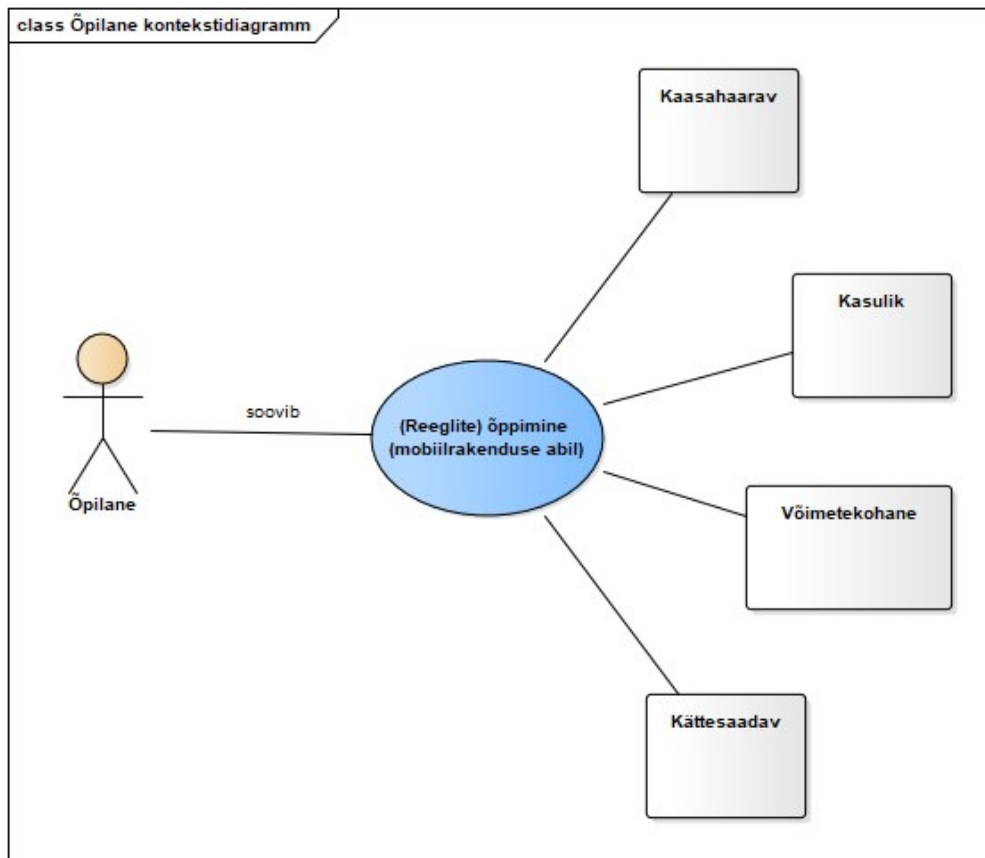 class Õpilane kontekstidiagramm
Kaasahaarav
Kasulik
soovib
(Reeglite) õppimine
(mobiilrakenduse abil)
Õpilane
Võimetekohane
Kättesaadav